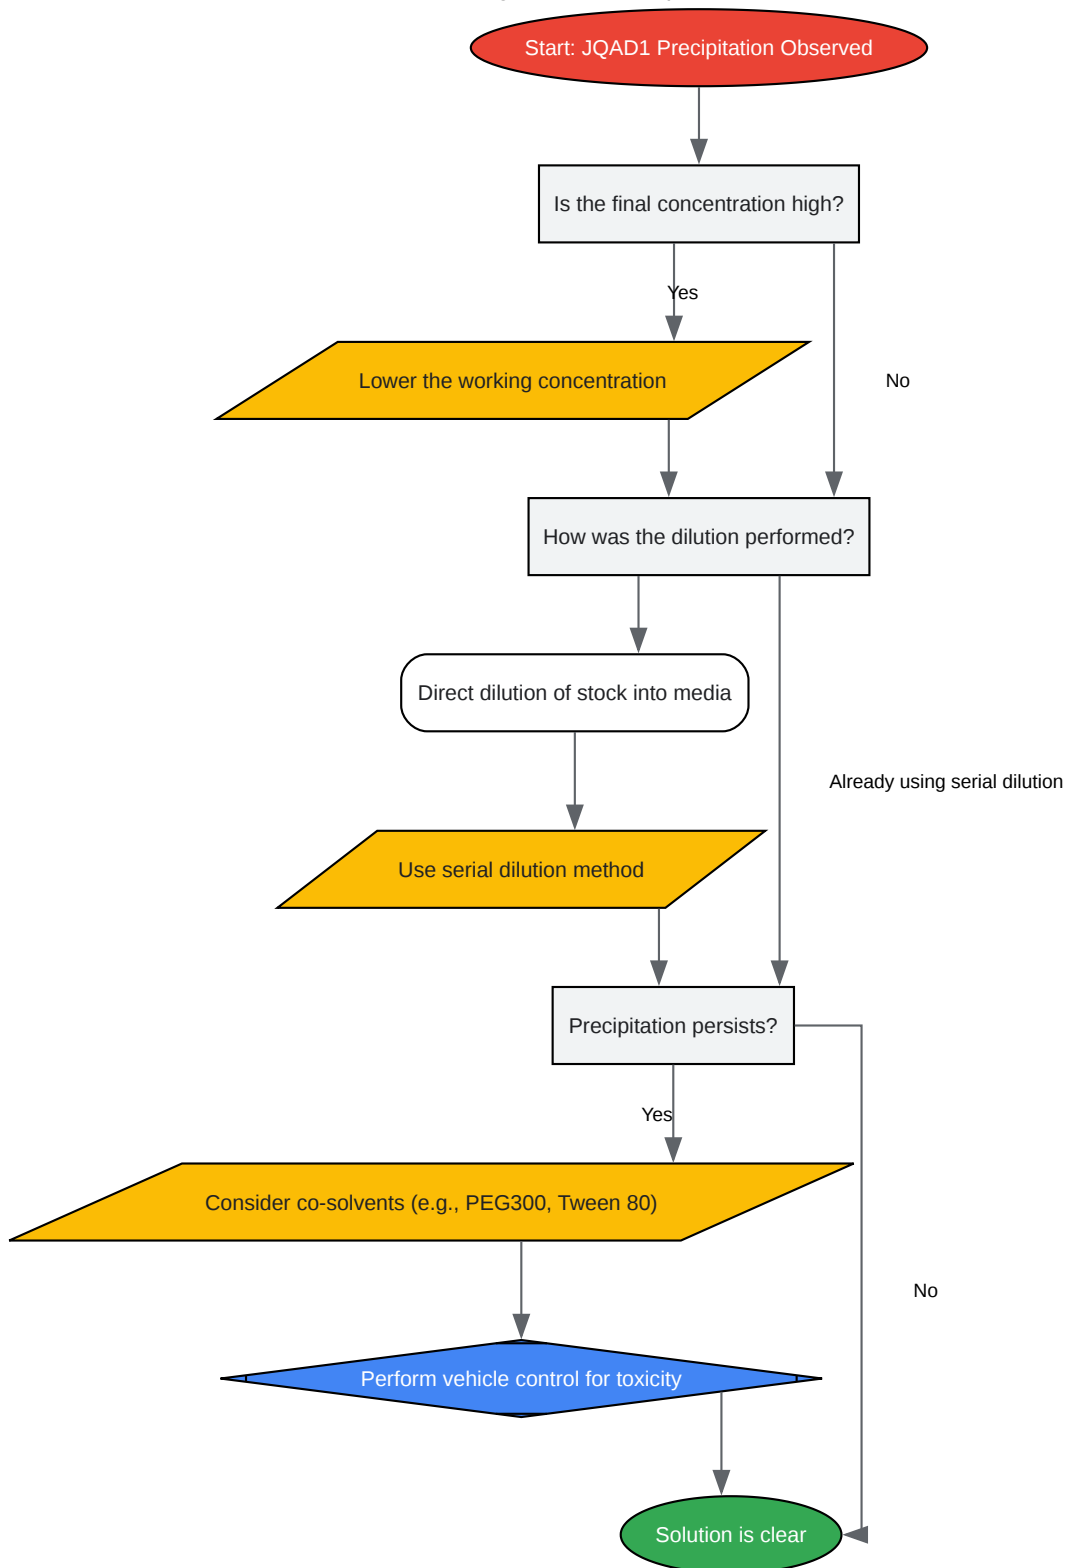 Start: JQAD1 Precipitation Observed
Is the final concentration high?
Yes
Lower the working concentration
No
How was the dilution performed?
Direct dilution of stock into media
Already using serial dilution
Use serial dilution method
Precipitation persists?
Yes
Consider co-solvents (e.g., PEG300, Tween 80)
No
Perform vehicle control for toxicity
Solution is clear